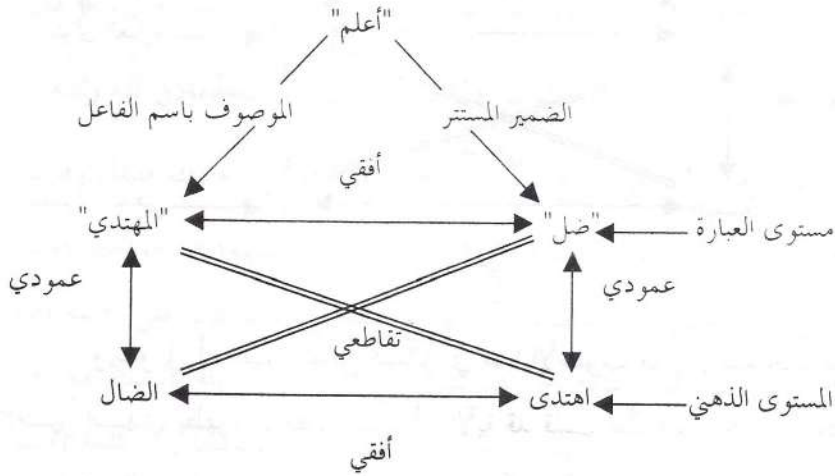 "أعلم"
الضمير المستتر
الموصوف باسم الفاعل
أفقي
مستوى العبارة
"ضل"
"المهتدي"
عمودي
عمودي
تقاطعي
المستوى الذهني
اهتدى
الضال
أفقي